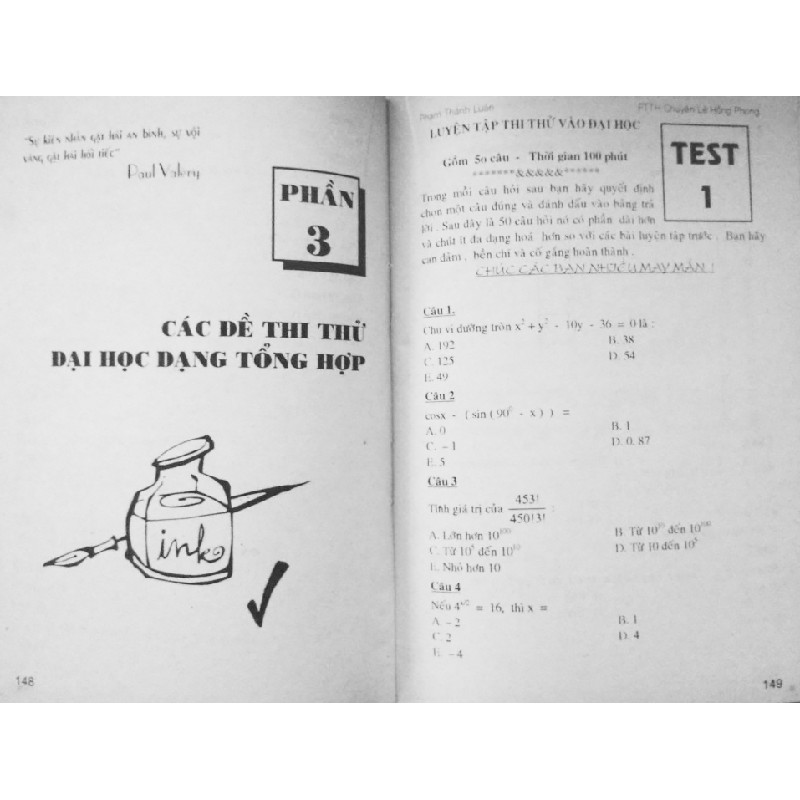 "Sự kiên nhẫn gặt hái an bình, sự vội
vàng gặt hái hối tiếc"
Paul Valery
PHẦN
3
CÁC ĐỀ THI THỬ
ĐẠI HỌC DẠNG TỔNG HỢP
ink
148
Phạm Thành Luân
PTTH Chuyên Lê Hồng Phong
LUYỆN TẬP THI THỬ VÀO ĐẠI HỌC
Gồm 50 câu - Thời gian 100 phút
*******&&&&&******
TEST
1
Trong mỗi câu hỏi sau bạn hãy quyết định
chọn một câu đúng và đánh dấu vào bảng trả
lời. Sau đây là 50 câu hỏi nó có phần dài hơn
và chút ít đa dạng hoá hơn so với các bài luyện tập trước. Bạn hãy
can đảm, bền chí và cố gắng hoàn thành.
CHÚC CÁC BẠN NHIỀU MAY MẮN !
Câu 1.
Chu vi đường tròn x² + y² - 10y - 36 = 0 là :
A. 192 B. 38
C. 125 D. 54
E. 49
Câu 2
cosx - ( sin ( 90⁰ - x ) ) =
A. 0 B. 1
C. -1 D. 0. 87
E. 5
Câu 3
Tính giá trị của 453!/450!3! :
A. Lớn hơn 10¹⁰⁰ B. Từ 10¹⁰ đến 10¹⁰⁰
C. Từ 10⁵ đến 10¹⁰ D. Từ 10 đến 10⁵
E. Nhỏ hơn 10
Câu 4
Nếu 4ˣ⁺² = 16, thì x =
A. -2 B. 1
C. 2 D. 4
E. -4
149